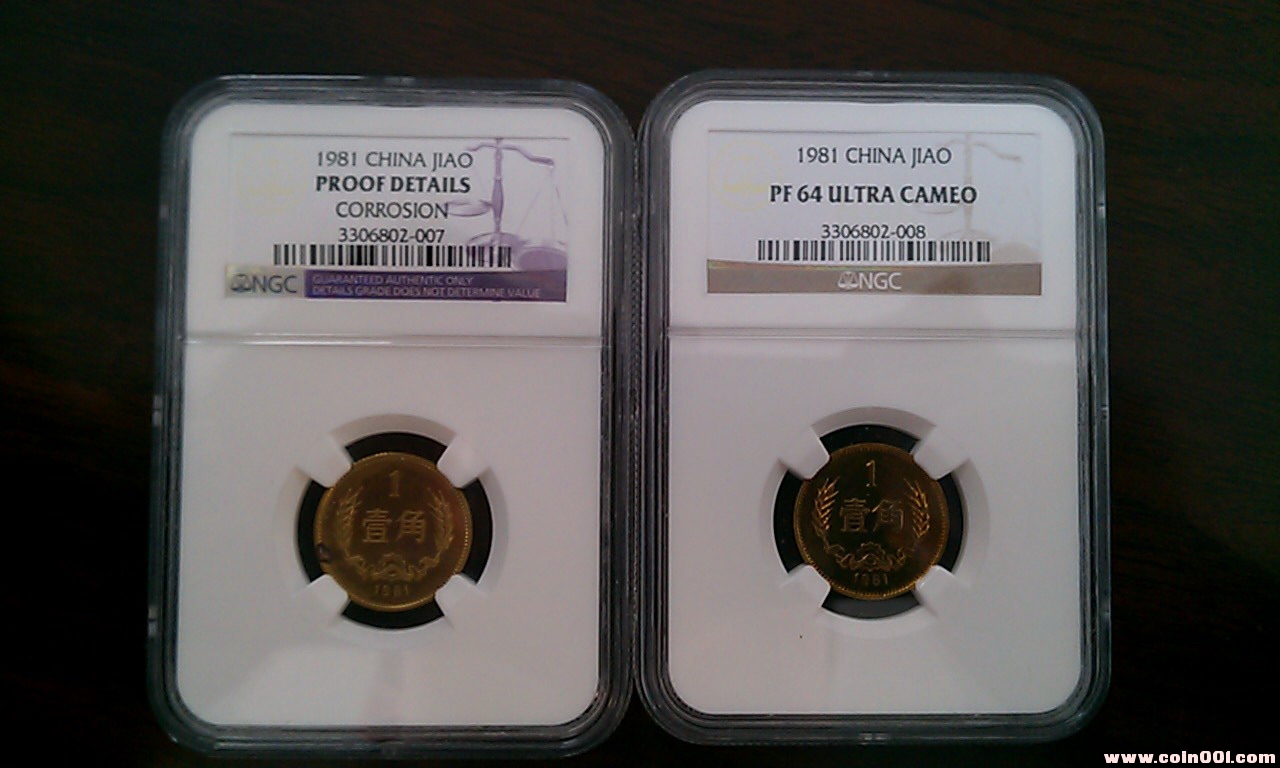 1981 CHINA JIAO
PROOF DETAILS
CORROSION
3306802-007
NGC
GUARANTEED AUTHENTIC ONLY
DETAILS GRADE DOES NOT DETERMINE VALUE
1
壹角
1981
1981 CHINA JIAO
PF 64 ULTRA CAMEO
3306802-008
NGC
1
壹角
1981
www.coin001.com